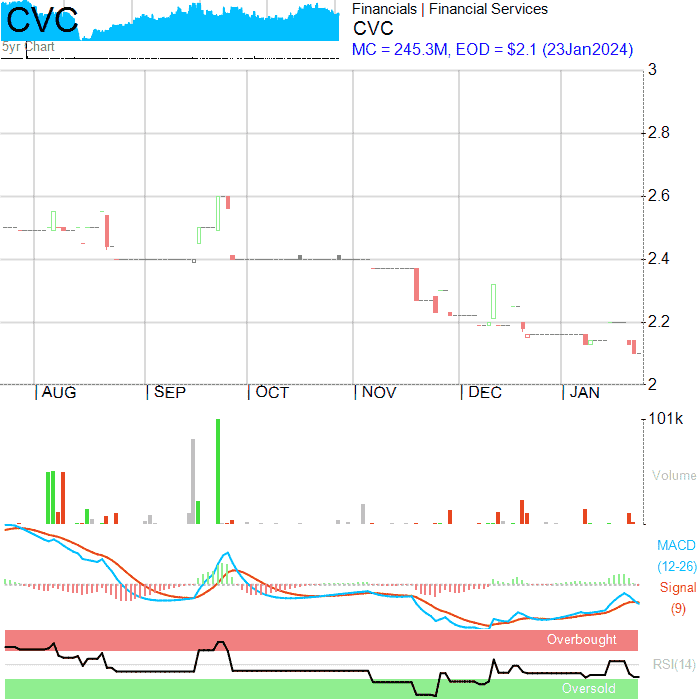 CVC
5yr Chart
Financials | Financial Services
CVC
MC = 245.3M, EOD = $2.1 (23Jan2024)
3
2.8
2.6
2.4
2.2
2
AUG SEP OCT NOV DEC JAN
101k
Volume
MACD
(12-26)
Signal
(9)
Overbought
RSI(14)
Oversold